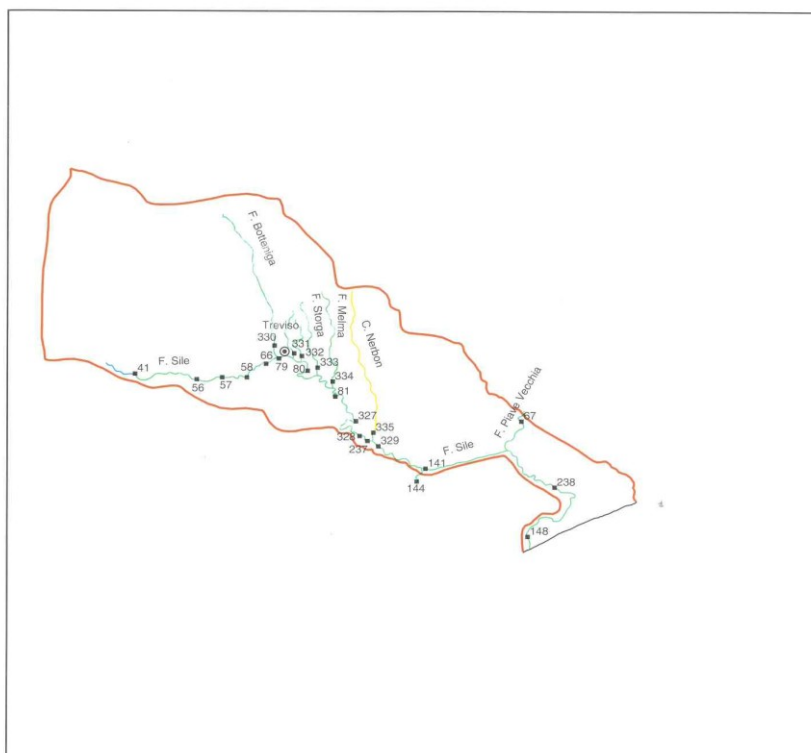 F. Botteniga
F. Storga
F. Melma
C. Nerbon
Treviso
330
331
332
333
66
79
80
334
81
41
F. Sile
56
57
58
327
328
335
237
329
F. Sile
141
144
F. Piave Vecchia
67
238
148